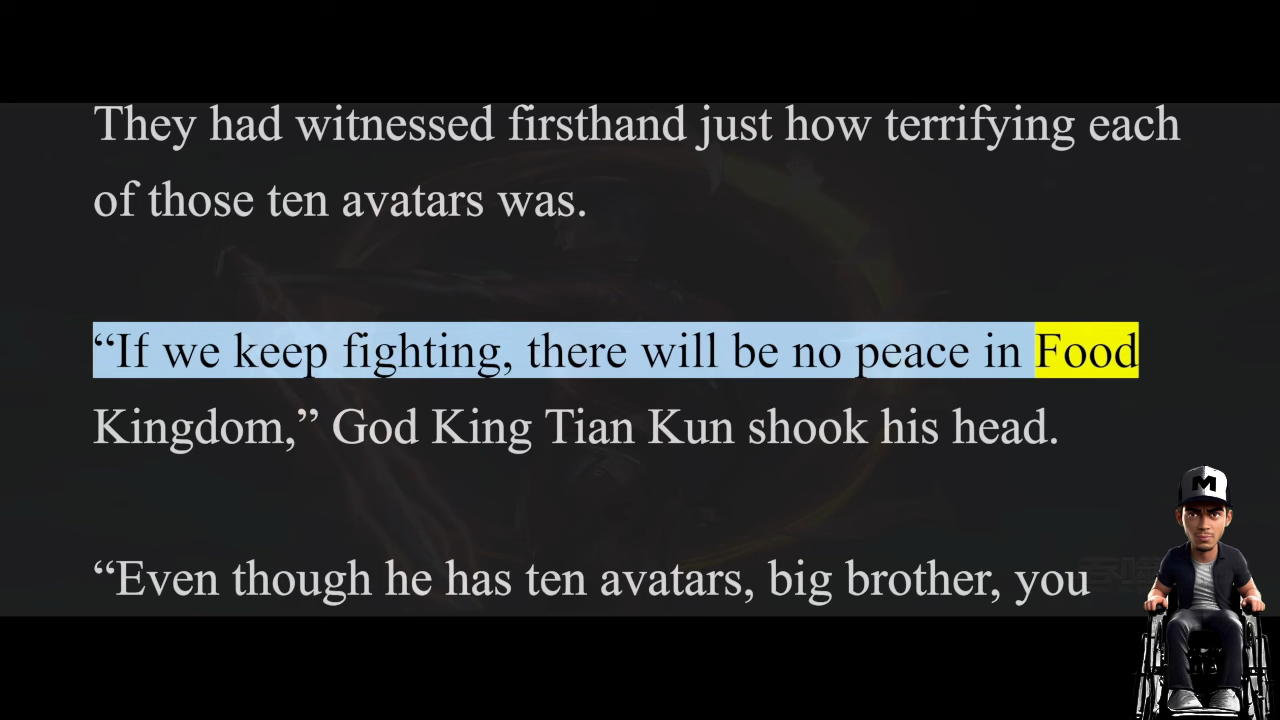 They had witnessed firsthand just how terrifying each
of those ten avatars was.
“If we keep fighting, there will be no peace in Food
Kingdom,” God King Tian Kun shook his head.
“Even though he has ten avatars, big brother, you
M